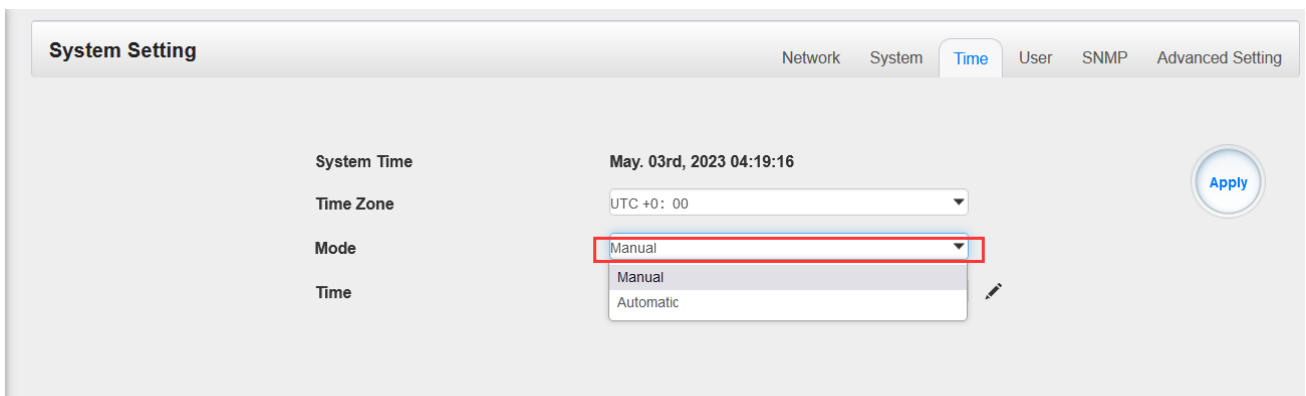 System Setting
Network System Time User SNMP Advanced Setting
System Time May. 03rd, 2023 04:19:16
Apply
Time Zone UTC +0: 00
Mode Manual
Manual
Time
Automatic